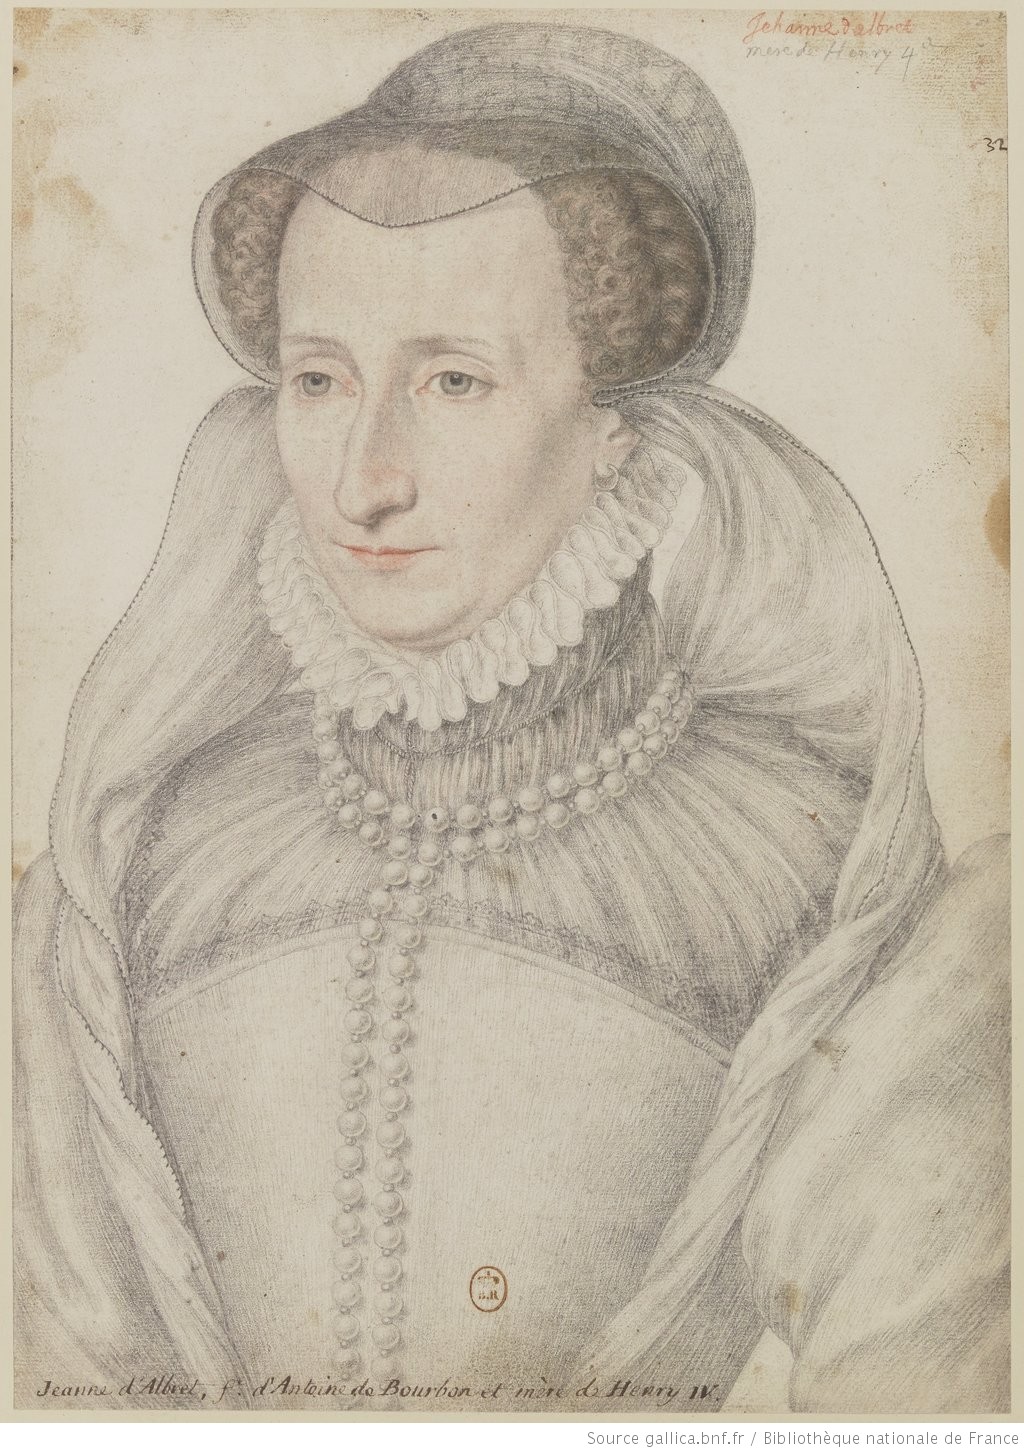 Jehanne dalbret
mere de Henry 4e
32
B.R
Jeanne d'Albret, fe. d'Antoine de Bourbon et mère de Henry IV.
Source gallica.bnf.fr / Bibliothèque nationale de France